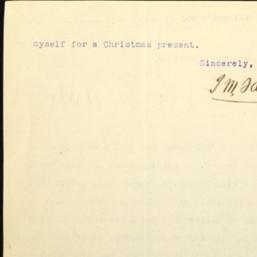 myself for a Christmas present.
Sincerely,